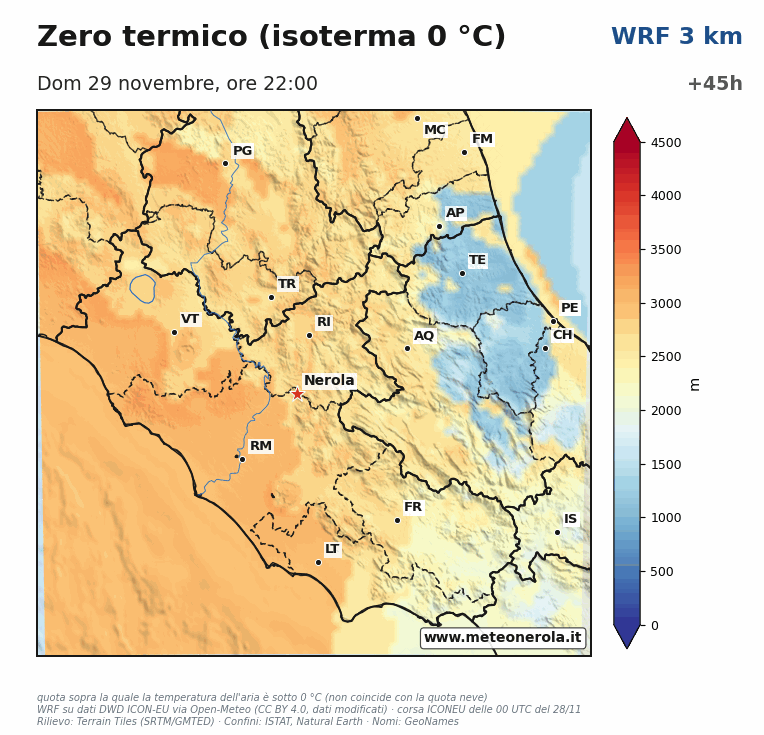 Zero termico (isoterma 0 °C)
WRF 3 km
Dom 29 novembre, ore 22:00
+45h
MC
FM
PG
AP
TE
TR
PE
VT
RI
AQ
CH
Nerola
RM
FR
IS
LT
www.meteonerola.it
4500
4000
3500
3000
2500
2000
1500
1000
500
0
m
quota sopra la quale la temperatura dell'aria è sotto 0 °C (non coincide con la quota neve)
WRF su dati DWD ICON-EU via Open-Meteo (CC BY 4.0, dati modificati) · corsa ICONEU delle 00 UTC del 28/11
Rilievo: Terrain Tiles (SRTM/GMTED) · Confini: ISTAT, Natural Earth · Nomi: GeoNames